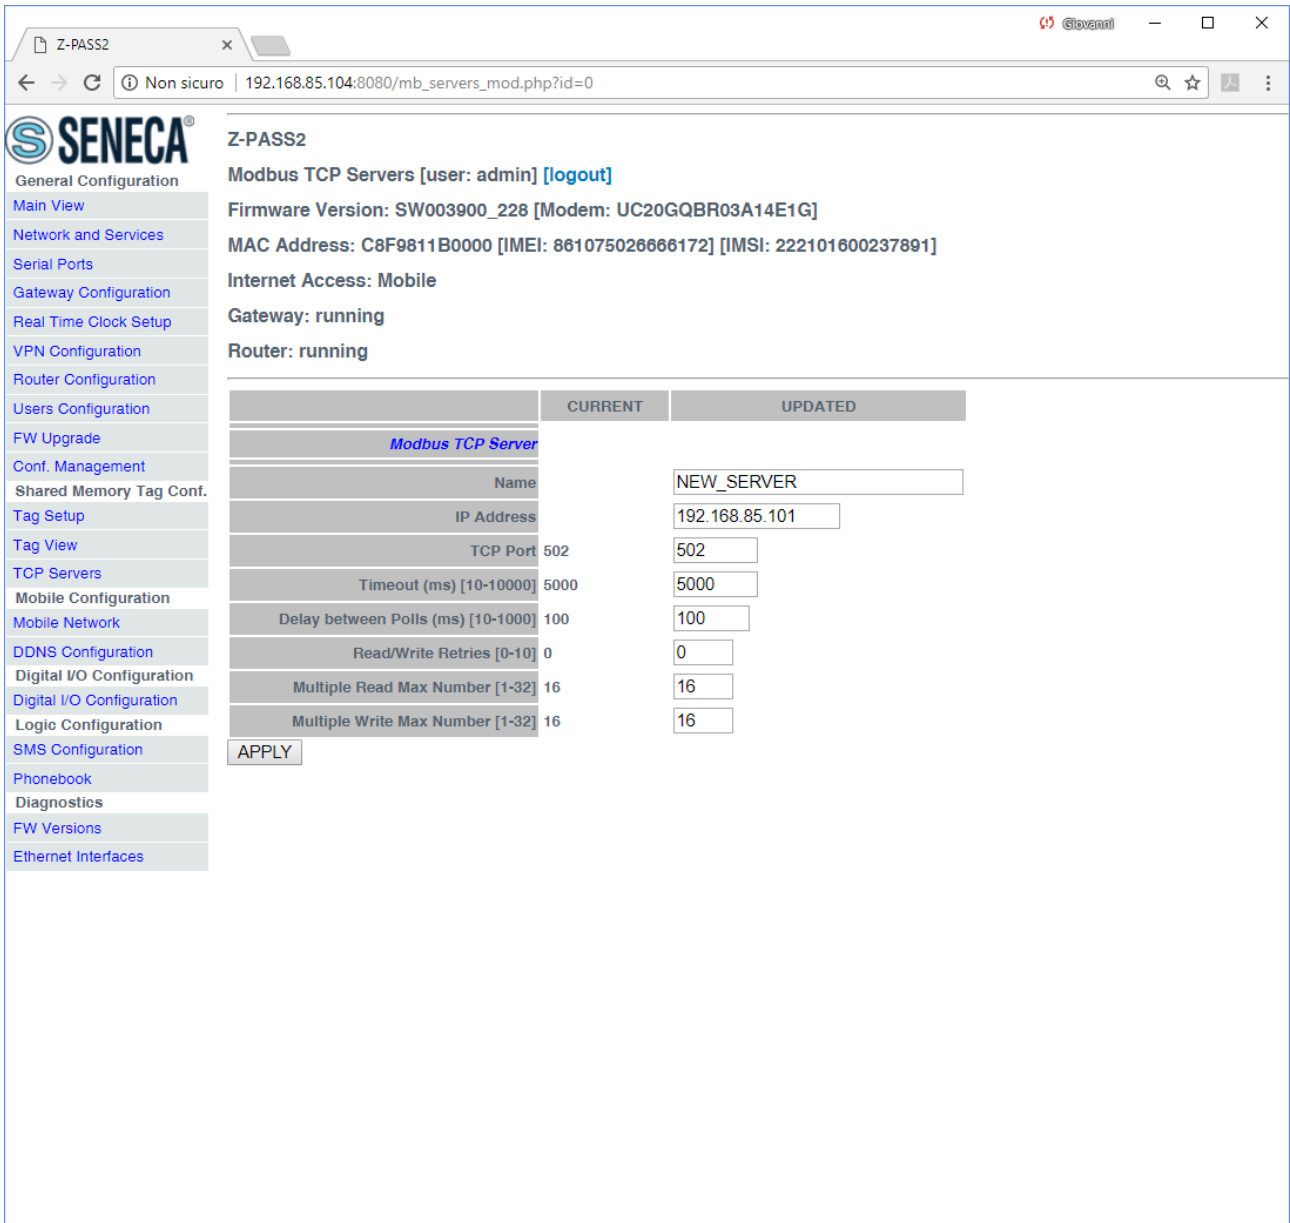 Giovanni
Z-PASS2
Non sicuro | 192.168.85.104:8080/mb_servers_mod.php?id=0
SENECA®
General Configuration
Main View
Network and Services
Serial Ports
Gateway Configuration
Real Time Clock Setup
VPN Configuration
Router Configuration
Users Configuration
FW Upgrade
Conf. Management
Shared Memory Tag Conf.
Tag Setup
Tag View
TCP Servers
Mobile Configuration
Mobile Network
DDNS Configuration
Digital I/O Configuration
Digital I/O Configuration
Logic Configuration
SMS Configuration
Phonebook
Diagnostics
FW Versions
Ethernet Interfaces
Z-PASS2
Modbus TCP Servers [user: admin] [logout]
Firmware Version: SW003900_228 [Modem: UC20GQBR03A14E1G]
MAC Address: C8F9811B0000 [IMEI: 861075026666172] [IMSI: 222101600237891]
Internet Access: Mobile
Gateway: running
Router: running
CURRENT UPDATED
Modbus TCP Server
Name NEW_SERVER
IP Address 192.168.85.101
TCP Port 502 502
Timeout (ms) [10-10000] 5000 5000
Delay between Polls (ms) [10-1000] 100 100
Read/Write Retries [0-10] 0 0
Multiple Read Max Number [1-32] 16 16
Multiple Write Max Number [1-32] 16 16
APPLY